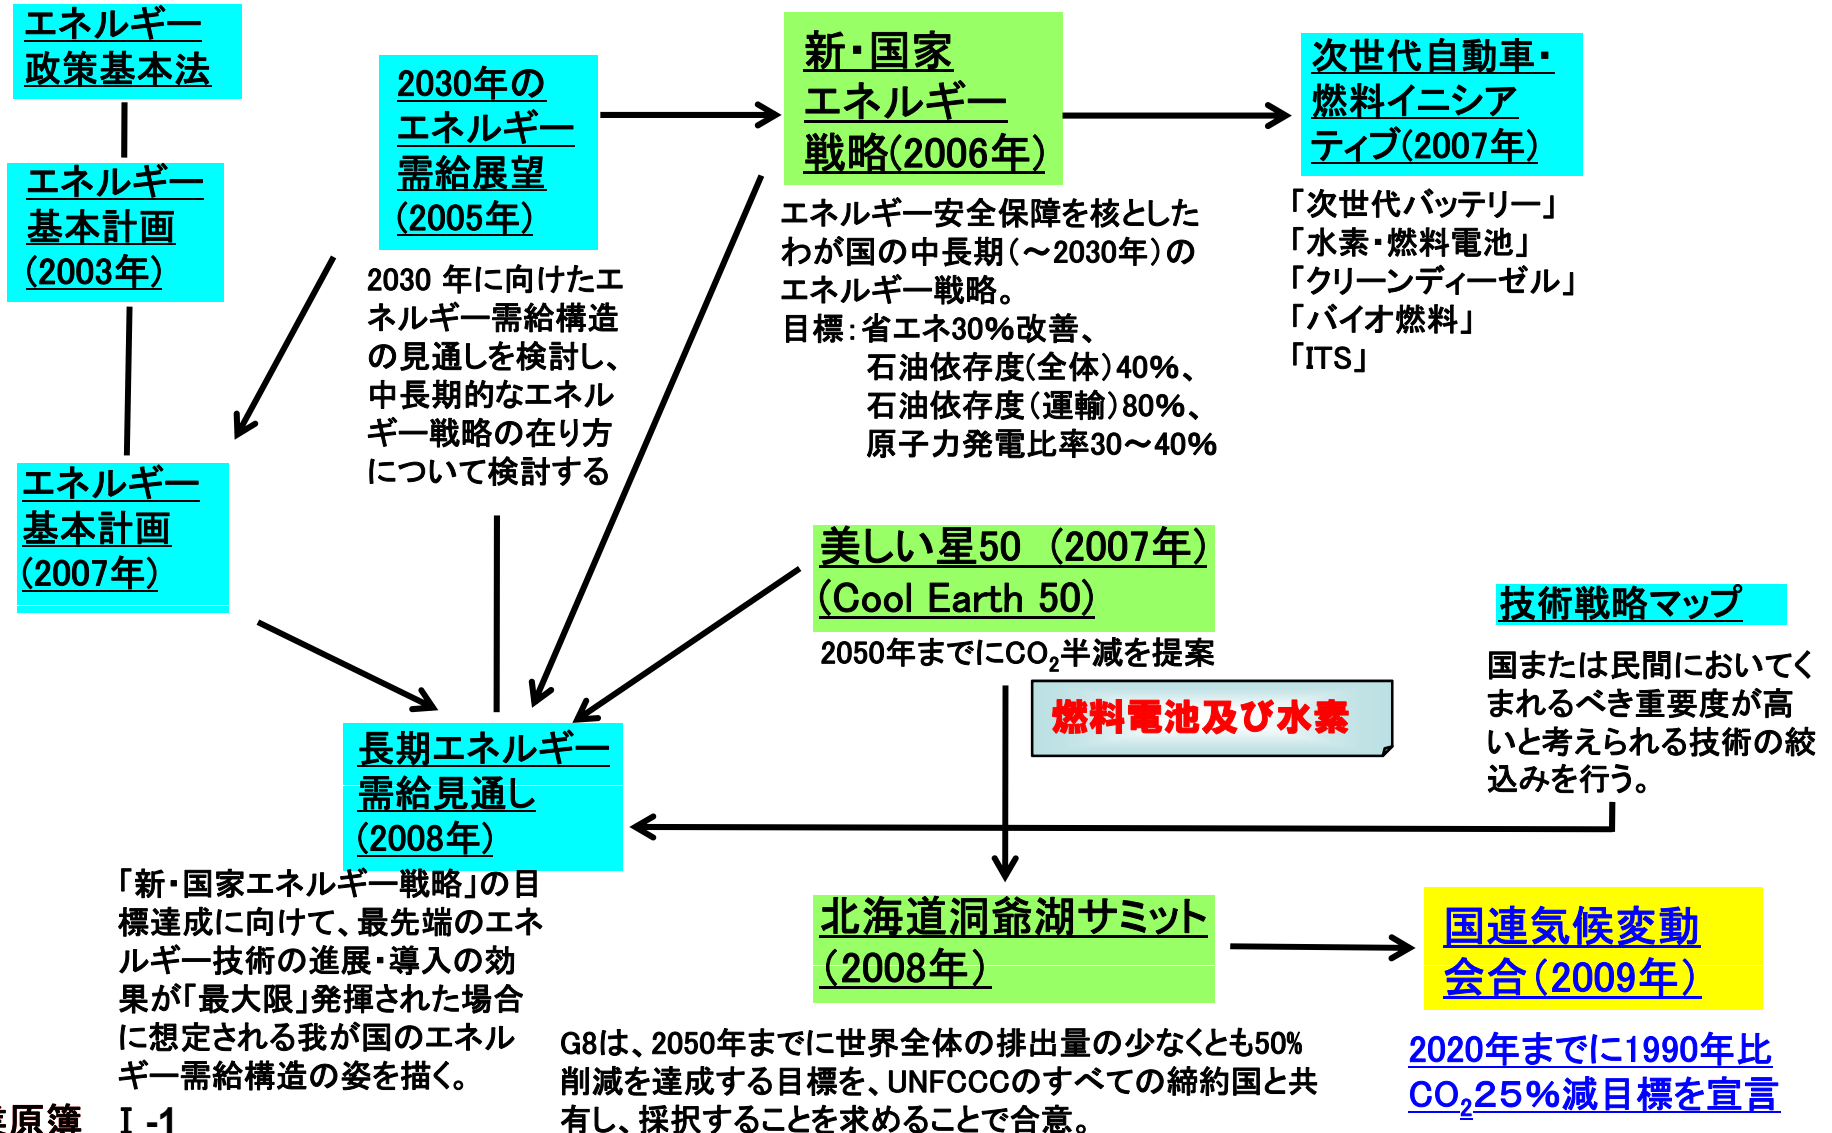 エネルギー
政策基本法
エネルギー
基本計画
(2003年)
エネルギー
基本計画
(2007年)
2030年の
エネルギー
需給展望
(2005年)
2030 年に向けたエ
ネルギー需給構造
の見通しを検討し、
中長期的なエネル
ギー戦略の在り方
について検討する
新・国家
エネルギー
戦略(2006年)
エネルギー安全保障を核とした
わが国の中長期(～2030年)の
エネルギー戦略。
目標:省エネ30%改善、
石油依存度(全体)40%、
石油依存度(運輸)80%、
原子力発電比率30～40%
次世代自動車・
燃料イニシア
ティブ(2007年)
「次世代バッテリー」
「水素・燃料電池」
「クリーンディーゼル」
「バイオ燃料」
「ITS」
美しい星50 (2007年)
(Cool Earth 50)
2050年までにCO₂半減を提案
燃料電池及び水素
技術戦略マップ
国または民間においてく
まれるべき重要度が高
いと考えられる技術の絞
込みを行う。
長期エネルギー
需給見通し
(2008年)
「新・国家エネルギー戦略」の目
標達成に向けて、最先端のエネ
ルギー技術の進展・導入の効
果が「最大限」発揮された場合
に想定される我が国のエネル
ギー需給構造の姿を描く。
北海道洞爺湖サミット
(2008年)
G8は、2050年までに世界全体の排出量の少なくとも50%
削減を達成する目標を、UNFCCCのすべての締約国と共
有し、採択することを求めることで合意。
国連気候変動
会合(2009年)
2020年までに1990年比
CO₂25%減目標を宣言
原簿 Ⅰ-1